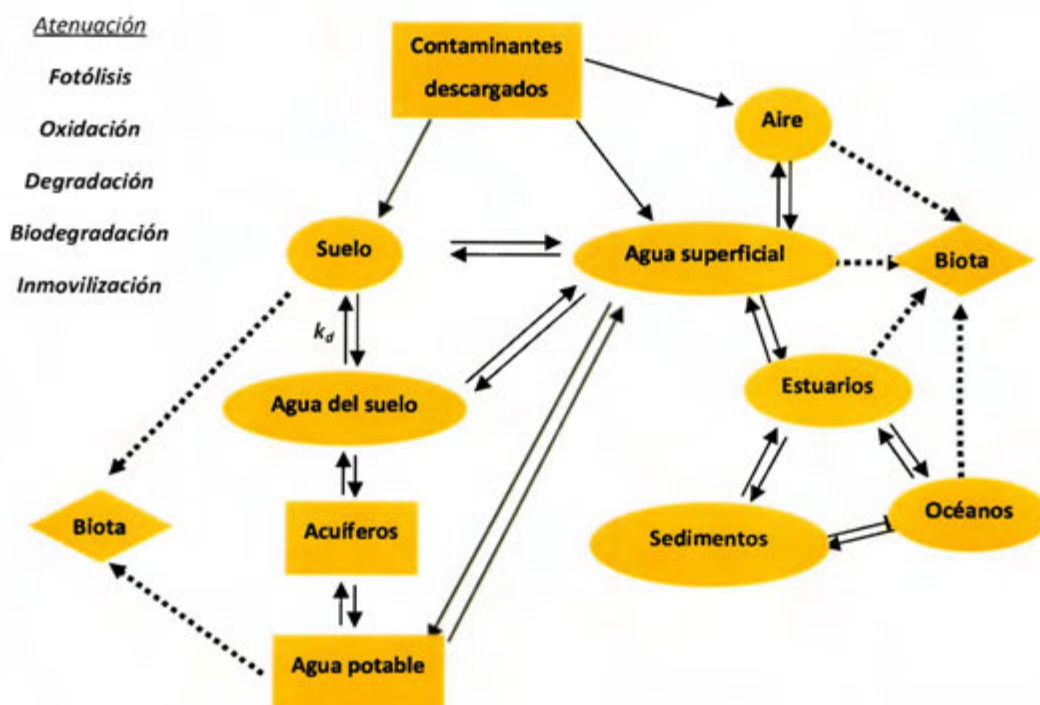 Atenuación
Fotólisis
Oxidación
Degradación
Biodegradación
Inmovilización
Contaminantes
descargados
Aire
Suelo
Agua superficial
Biota
k_d
Estuarios
Agua del suelo
Océanos
Biota
Acuíferos
Sedimentos
Agua potable